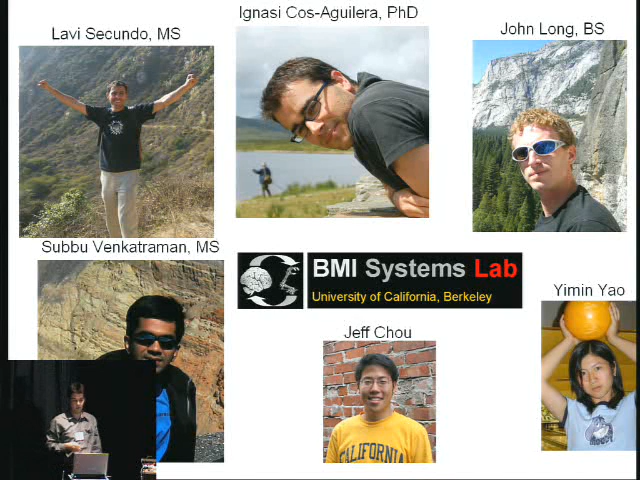 Lavi Secundo, MS
Ignasi Cos-Aguilera, PhD
John Long, BS
Subbu Venkatraman, MS
BMI Systems Lab
University of California, Berkeley
Yimin Yao
Jeff Chou
CALIFORNIA
SNOOPY